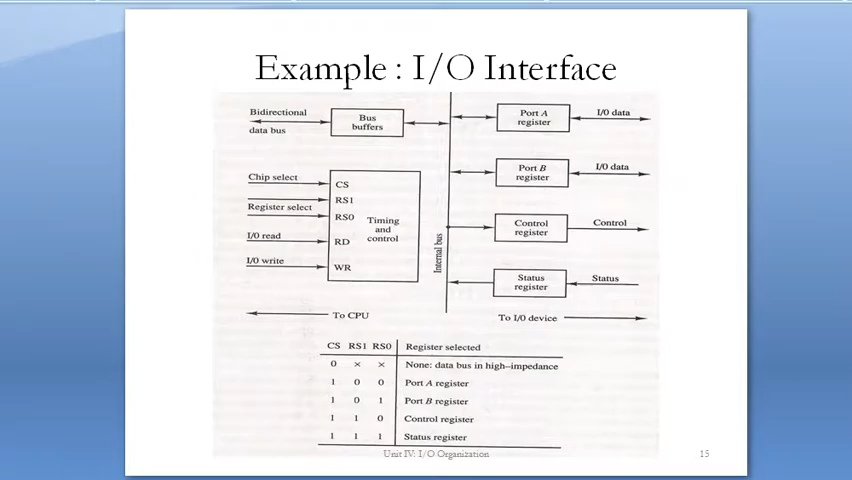 Example : I/O Interface
Bidirectional
data bus
Bus
buffers
Port A
register
I/O data
Port B
register
I/O data
Chip select
CS
RS1
Register select
RS0
Timing
and
control
I/O read
RD
I/O write
WR
Internal bus
Control
register
Control
Status
register
Status
To CPU
To I/O device
CS RS1 RS0 Register selected
0 × × None: data bus in high-impedance
1 0 0 Port A register
1 0 1 Port B register
1 1 0 Control register
1 1 1 Status register
Unit IV: I/O Organization
15